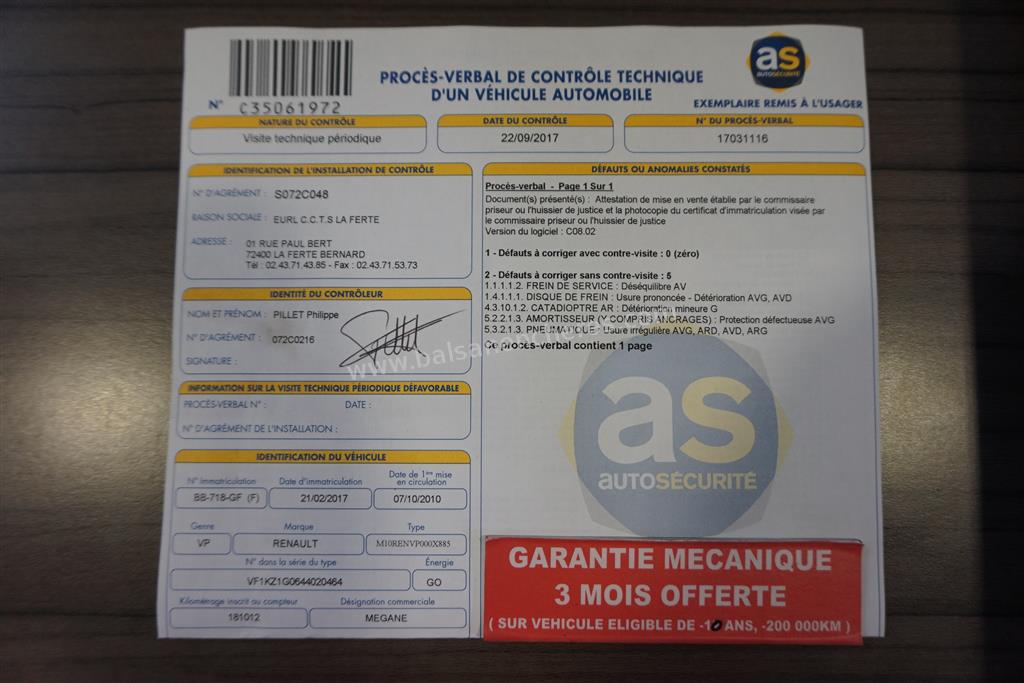 as
AUTOSÉCURITÉ
PROCÈS-VERBAL DE CONTRÔLE TECHNIQUE
D'UN VÉHICULE AUTOMOBILE
N° C35061972
EXEMPLAIRE REMIS À L'USAGER
NATURE DU CONTRÔLE
Visite technique périodique
DATE DU CONTRÔLE
22/09/2017
N° DU PROCÈS-VERBAL
17031116
IDENTIFICATION DE L'INSTALLATION DE CONTRÔLE
N° D'AGRÉMENT : S072C048
RAISON SOCIALE : EURL C.C.T.S LA FERTE
ADRESSE : 01 RUE PAUL BERT
72400 LA FERTE BERNARD
Tél : 02.43.71.43.85 - Fax : 02.43.71.53.73
IDENTITÉ DU CONTRÔLEUR
NOM ET PRÉNOM : PILLET Philippe
N° D'AGRÉMENT : 072C0216
SIGNATURE :
INFORMATION SUR LA VISITE TECHNIQUE PÉRIODIQUE DÉFAVORABLE
PROCÈS-VERBAL N° : DATE :
N° D'AGRÉMENT DE L'INSTALLATION :
IDENTIFICATION DU VÉHICULE
N° Immatriculation Date d'immatriculation Date de 1ère mise
en circulation
BB-718-GF (F) 21/02/2017 07/10/2010
Genre Marque Type
VP RENAULT M10RENVP000X885
N° dans la série du type Énergie
VF1KZ1G0644020464 GO
Kilométrage inscrit au compteur Désignation commerciale
181012 MEGANE
DÉFAUTS OU ANOMALIES CONSTATÉS
Procès-verbal - Page 1 Sur 1
Document(s) présenté(s) : Attestation de mise en vente établie par le commissaire
priseur ou l'huissier de justice et la photocopie du certificat d'immatriculation visée par
le commissaire priseur ou l'huissier de justice
Version du logiciel : C08.02
1 - Défauts à corriger avec contre-visite : 0 (zéro)
2 - Défauts à corriger sans contre-visite : 5
1.1.1.1.2. FREIN DE SERVICE : Déséquilibre AV
1.4.1.1.1. DISQUE DE FREIN : Usure prononcée - Détérioration AVG, AVD
4.3.10.1.2. CATADIOPTRE AR : Détérioration mineure G
5.2.2.1.3. AMORTISSEUR (Y COMPRIS ANCRAGES) : Protection défectueuse AVG
5.3.2.1.3. PNEUMATIQUE : Usure irrégulière AVG, ARD, AVD, ARG
Ce procès-verbal contient 1 page
as
AUTOSÉCURITÉ
GARANTIE MECANIQUE
3 MOIS OFFERTE
( SUR VEHICULE ELIGIBLE DE -10 ANS, -200 000KM )